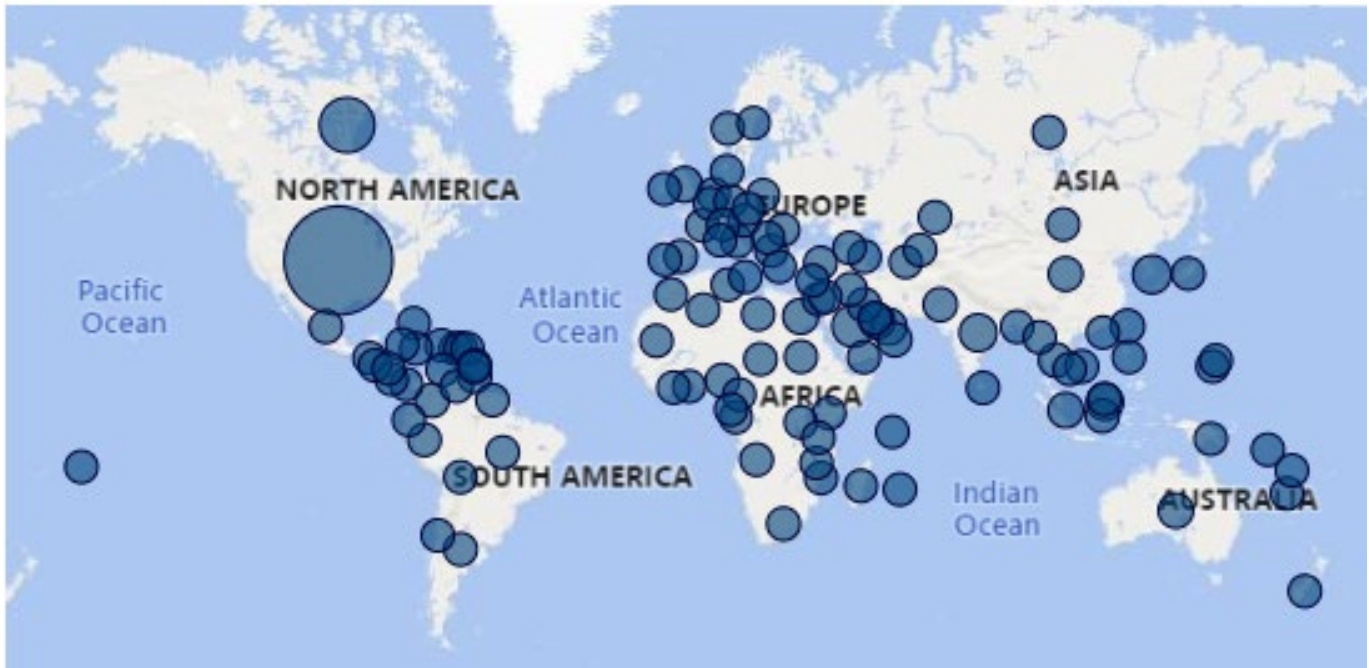 NORTH AMERICA
ASIA
EUROPE
Pacific
Ocean
Atlantic
Ocean
AFRICA
SOUTH AMERICA
Indian
Ocean
AUSTRALIA